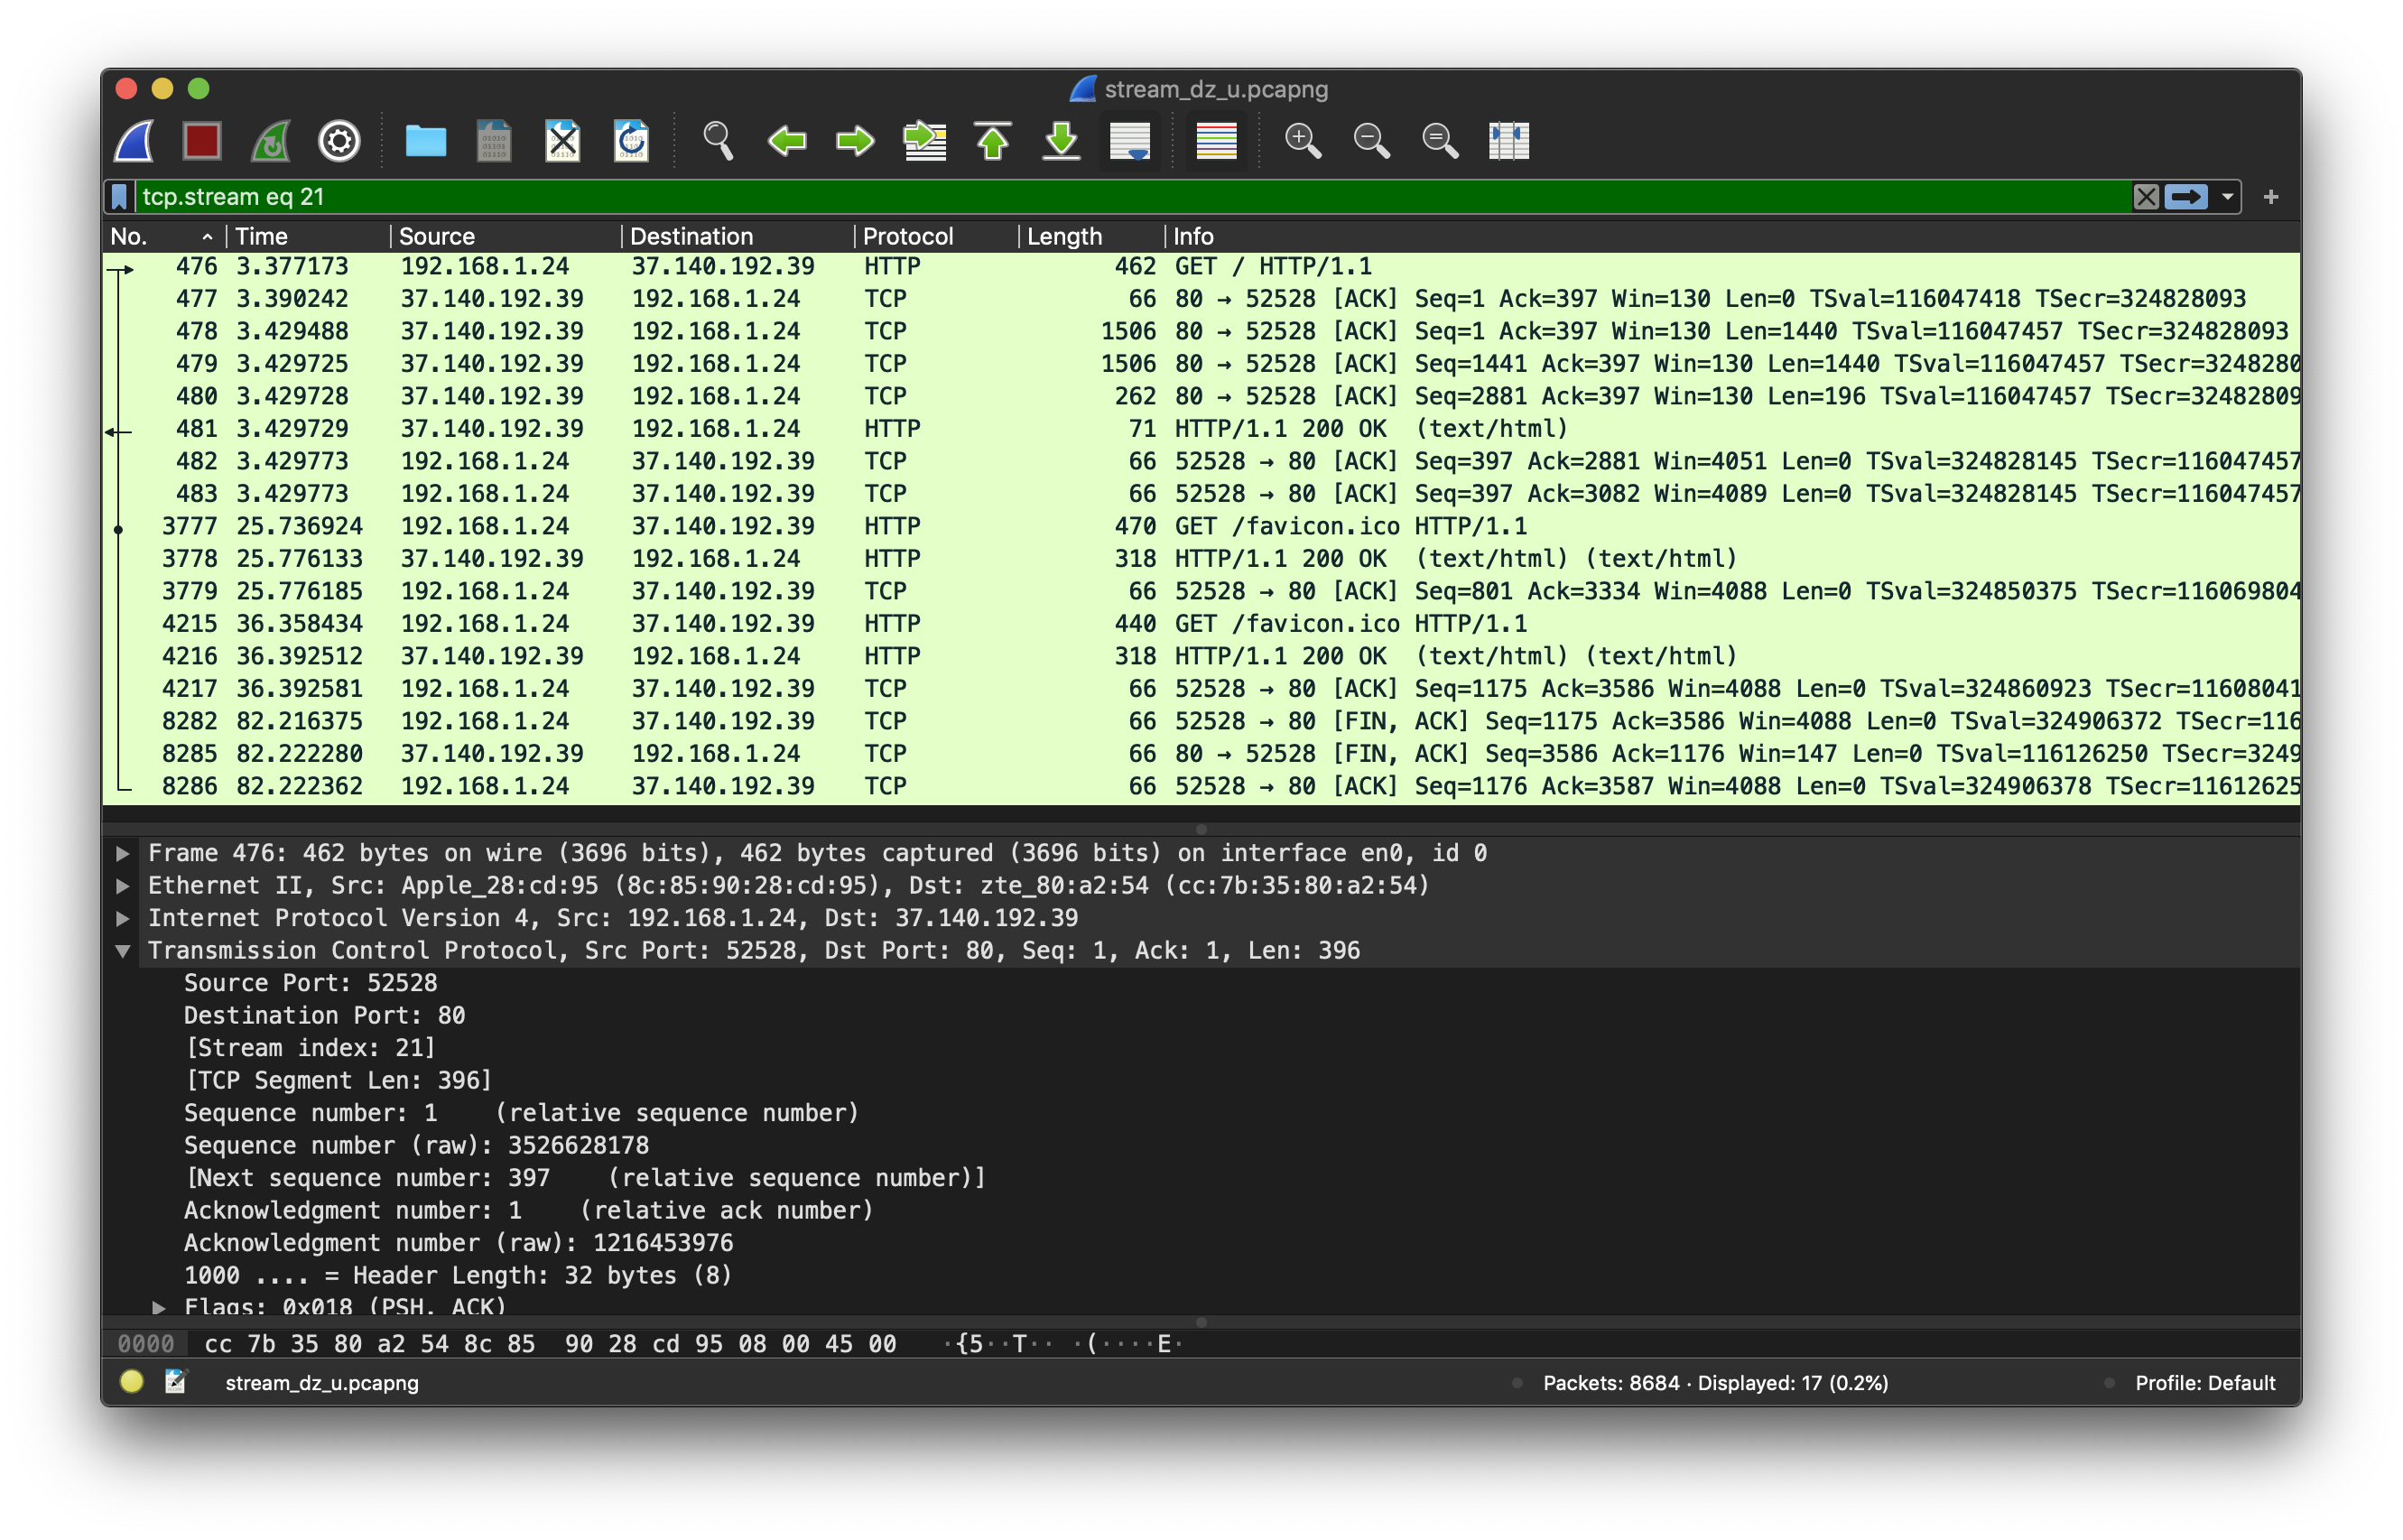 stream_dz_u.pcapng
tcp.stream eq 21
No. Time Source Destination Protocol Length Info
476 3.377173 192.168.1.24 37.140.192.39 HTTP 462 GET / HTTP/1.1
477 3.390242 37.140.192.39 192.168.1.24 TCP 66 80 → 52528 [ACK] Seq=1 Ack=397 Win=130 Len=0 TSval=116047418 TSecr=324828093
478 3.429488 37.140.192.39 192.168.1.24 TCP 1506 80 → 52528 [ACK] Seq=1 Ack=397 Win=130 Len=1440 TSval=116047457 TSecr=324828093
479 3.429725 37.140.192.39 192.168.1.24 TCP 1506 80 → 52528 [ACK] Seq=1441 Ack=397 Win=130 Len=1440 TSval=116047457 TSecr=3248280
480 3.429728 37.140.192.39 192.168.1.24 TCP 262 80 → 52528 [ACK] Seq=2881 Ack=397 Win=130 Len=196 TSval=116047457 TSecr=32482809
481 3.429729 37.140.192.39 192.168.1.24 HTTP 71 HTTP/1.1 200 OK (text/html)
482 3.429773 192.168.1.24 37.140.192.39 TCP 66 52528 → 80 [ACK] Seq=397 Ack=2881 Win=4051 Len=0 TSval=324828145 TSecr=116047457
483 3.429773 192.168.1.24 37.140.192.39 TCP 66 52528 → 80 [ACK] Seq=397 Ack=3082 Win=4089 Len=0 TSval=324828145 TSecr=116047457
3777 25.736924 192.168.1.24 37.140.192.39 HTTP 470 GET /favicon.ico HTTP/1.1
3778 25.776133 37.140.192.39 192.168.1.24 HTTP 318 HTTP/1.1 200 OK (text/html) (text/html)
3779 25.776185 192.168.1.24 37.140.192.39 TCP 66 52528 → 80 [ACK] Seq=801 Ack=3334 Win=4088 Len=0 TSval=324850375 TSecr=116069804
4215 36.358434 192.168.1.24 37.140.192.39 HTTP 440 GET /favicon.ico HTTP/1.1
4216 36.392512 37.140.192.39 192.168.1.24 HTTP 318 HTTP/1.1 200 OK (text/html) (text/html)
4217 36.392581 192.168.1.24 37.140.192.39 TCP 66 52528 → 80 [ACK] Seq=1175 Ack=3586 Win=4088 Len=0 TSval=324860923 TSecr=11608041
8282 82.216375 192.168.1.24 37.140.192.39 TCP 66 52528 → 80 [FIN, ACK] Seq=1175 Ack=3586 Win=4088 Len=0 TSval=324906372 TSecr=116
8285 82.222280 37.140.192.39 192.168.1.24 TCP 66 80 → 52528 [FIN, ACK] Seq=3586 Ack=1176 Win=147 Len=0 TSval=116126250 TSecr=3249
8286 82.222362 192.168.1.24 37.140.192.39 TCP 66 52528 → 80 [ACK] Seq=1176 Ack=3587 Win=4088 Len=0 TSval=324906378 TSecr=11612625
Frame 476: 462 bytes on wire (3696 bits), 462 bytes captured (3696 bits) on interface en0, id 0
Ethernet II, Src: Apple_28:cd:95 (8c:85:90:28:cd:95), Dst: zte_80:a2:54 (cc:7b:35:80:a2:54)
Internet Protocol Version 4, Src: 192.168.1.24, Dst: 37.140.192.39
Transmission Control Protocol, Src Port: 52528, Dst Port: 80, Seq: 1, Ack: 1, Len: 396
Source Port: 52528
Destination Port: 80
[Stream index: 21]
[TCP Segment Len: 396]
Sequence number: 1 (relative sequence number)
Sequence number (raw): 3526628178
[Next sequence number: 397 (relative sequence number)]
Acknowledgment number: 1 (relative ack number)
Acknowledgment number (raw): 1216453976
1000 .... = Header Length: 32 bytes (8)
Flags: 0x018 (PSH, ACK)
0000 cc 7b 35 80 a2 54 8c 85 90 28 cd 95 08 00 45 00 ·{5··T·· ·(····E·
stream_dz_u.pcapng Packets: 8684 · Displayed: 17 (0.2%) Profile: Default